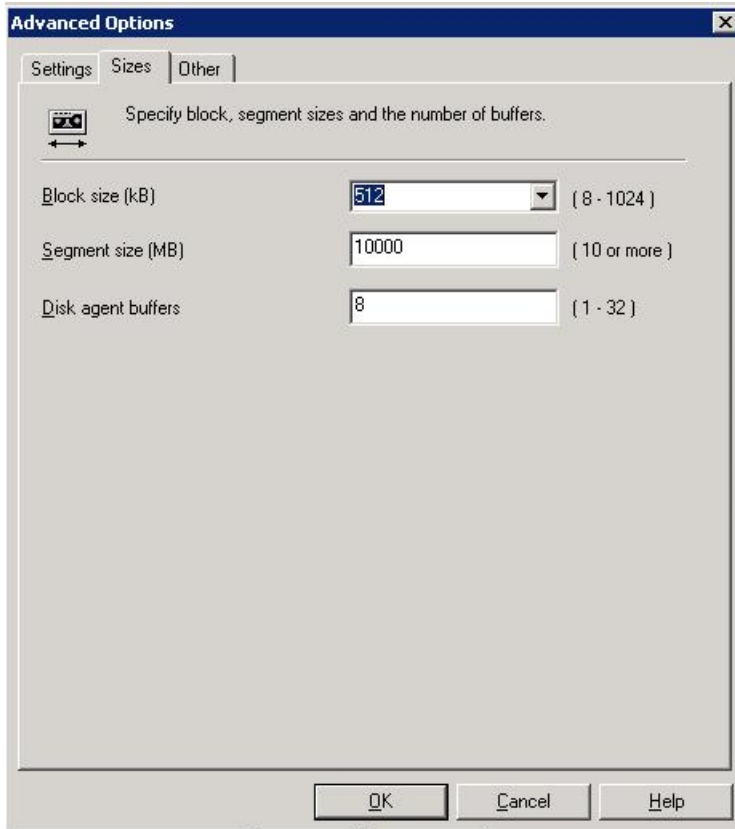 Advanced Options
Settings Sizes Other
Specify block, segment sizes and the number of buffers.
Block size (kB) 512 ( 8 - 1024 )
Segment size (MB) 10000 ( 10 or more )
Disk agent buffers 8 ( 1 - 32 )
OK Cancel Help